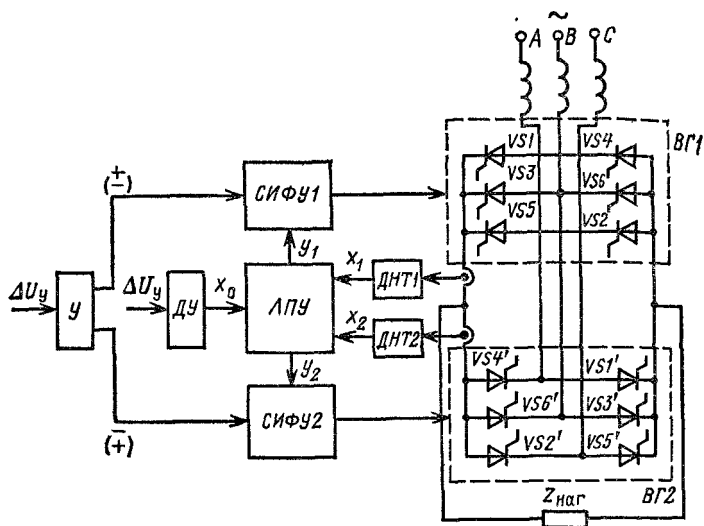 ~
A B C
ВГ1
VS1 VS4
VS3 VS6
VS5 VS2
(±)
СИФУ1
y₁
x₁ ДНТ1
ΔUу У ΔUу ДУ x₀ ЛПУ
x₂ ДНТ2
y₂
СИФУ2
(∓)
VS4' VS1'
VS6' VS3'
VS2' VS5'
ВГ2
Zнаг